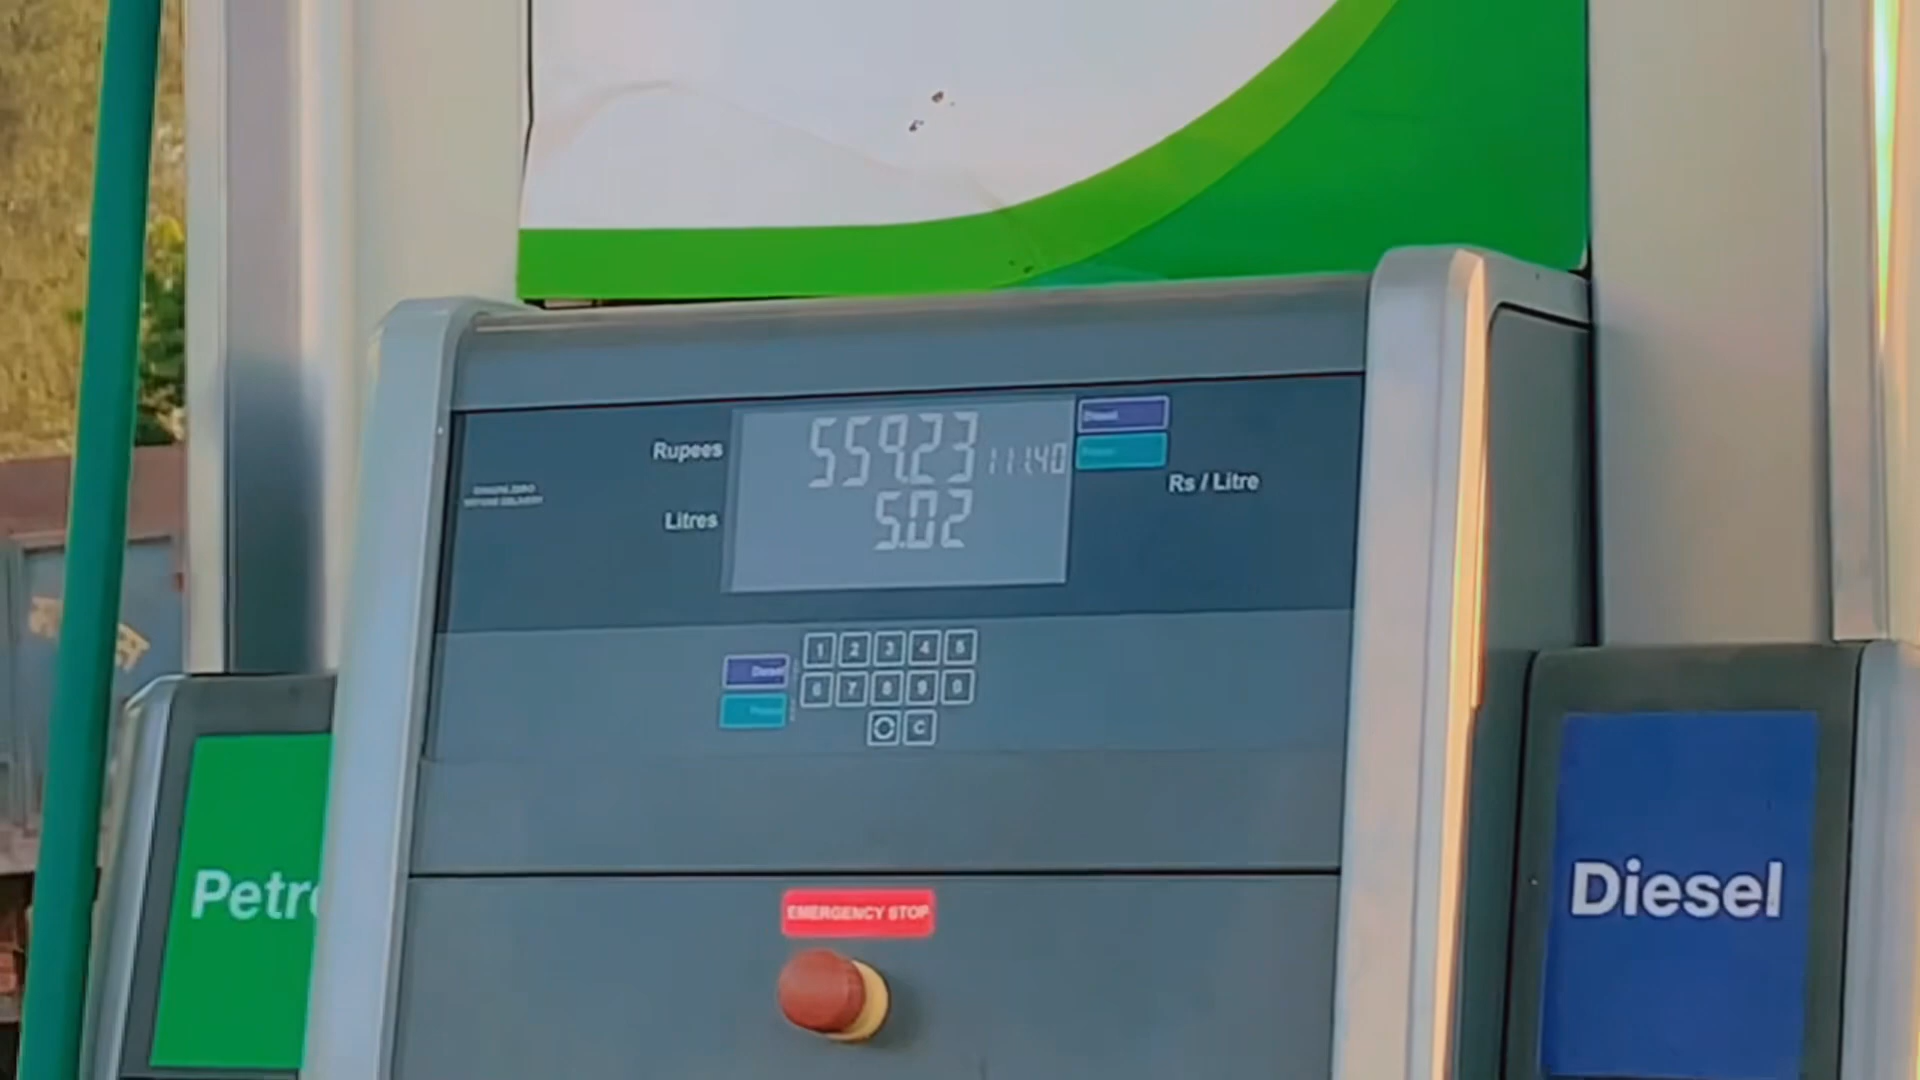 Rupees 559.23 111.40 Diesel
Rs / Litre
Litres 5.02
Diesel 1 2 3 4 5
6 7 8 9 0
C
Petro
EMERGENCY STOP
Diesel